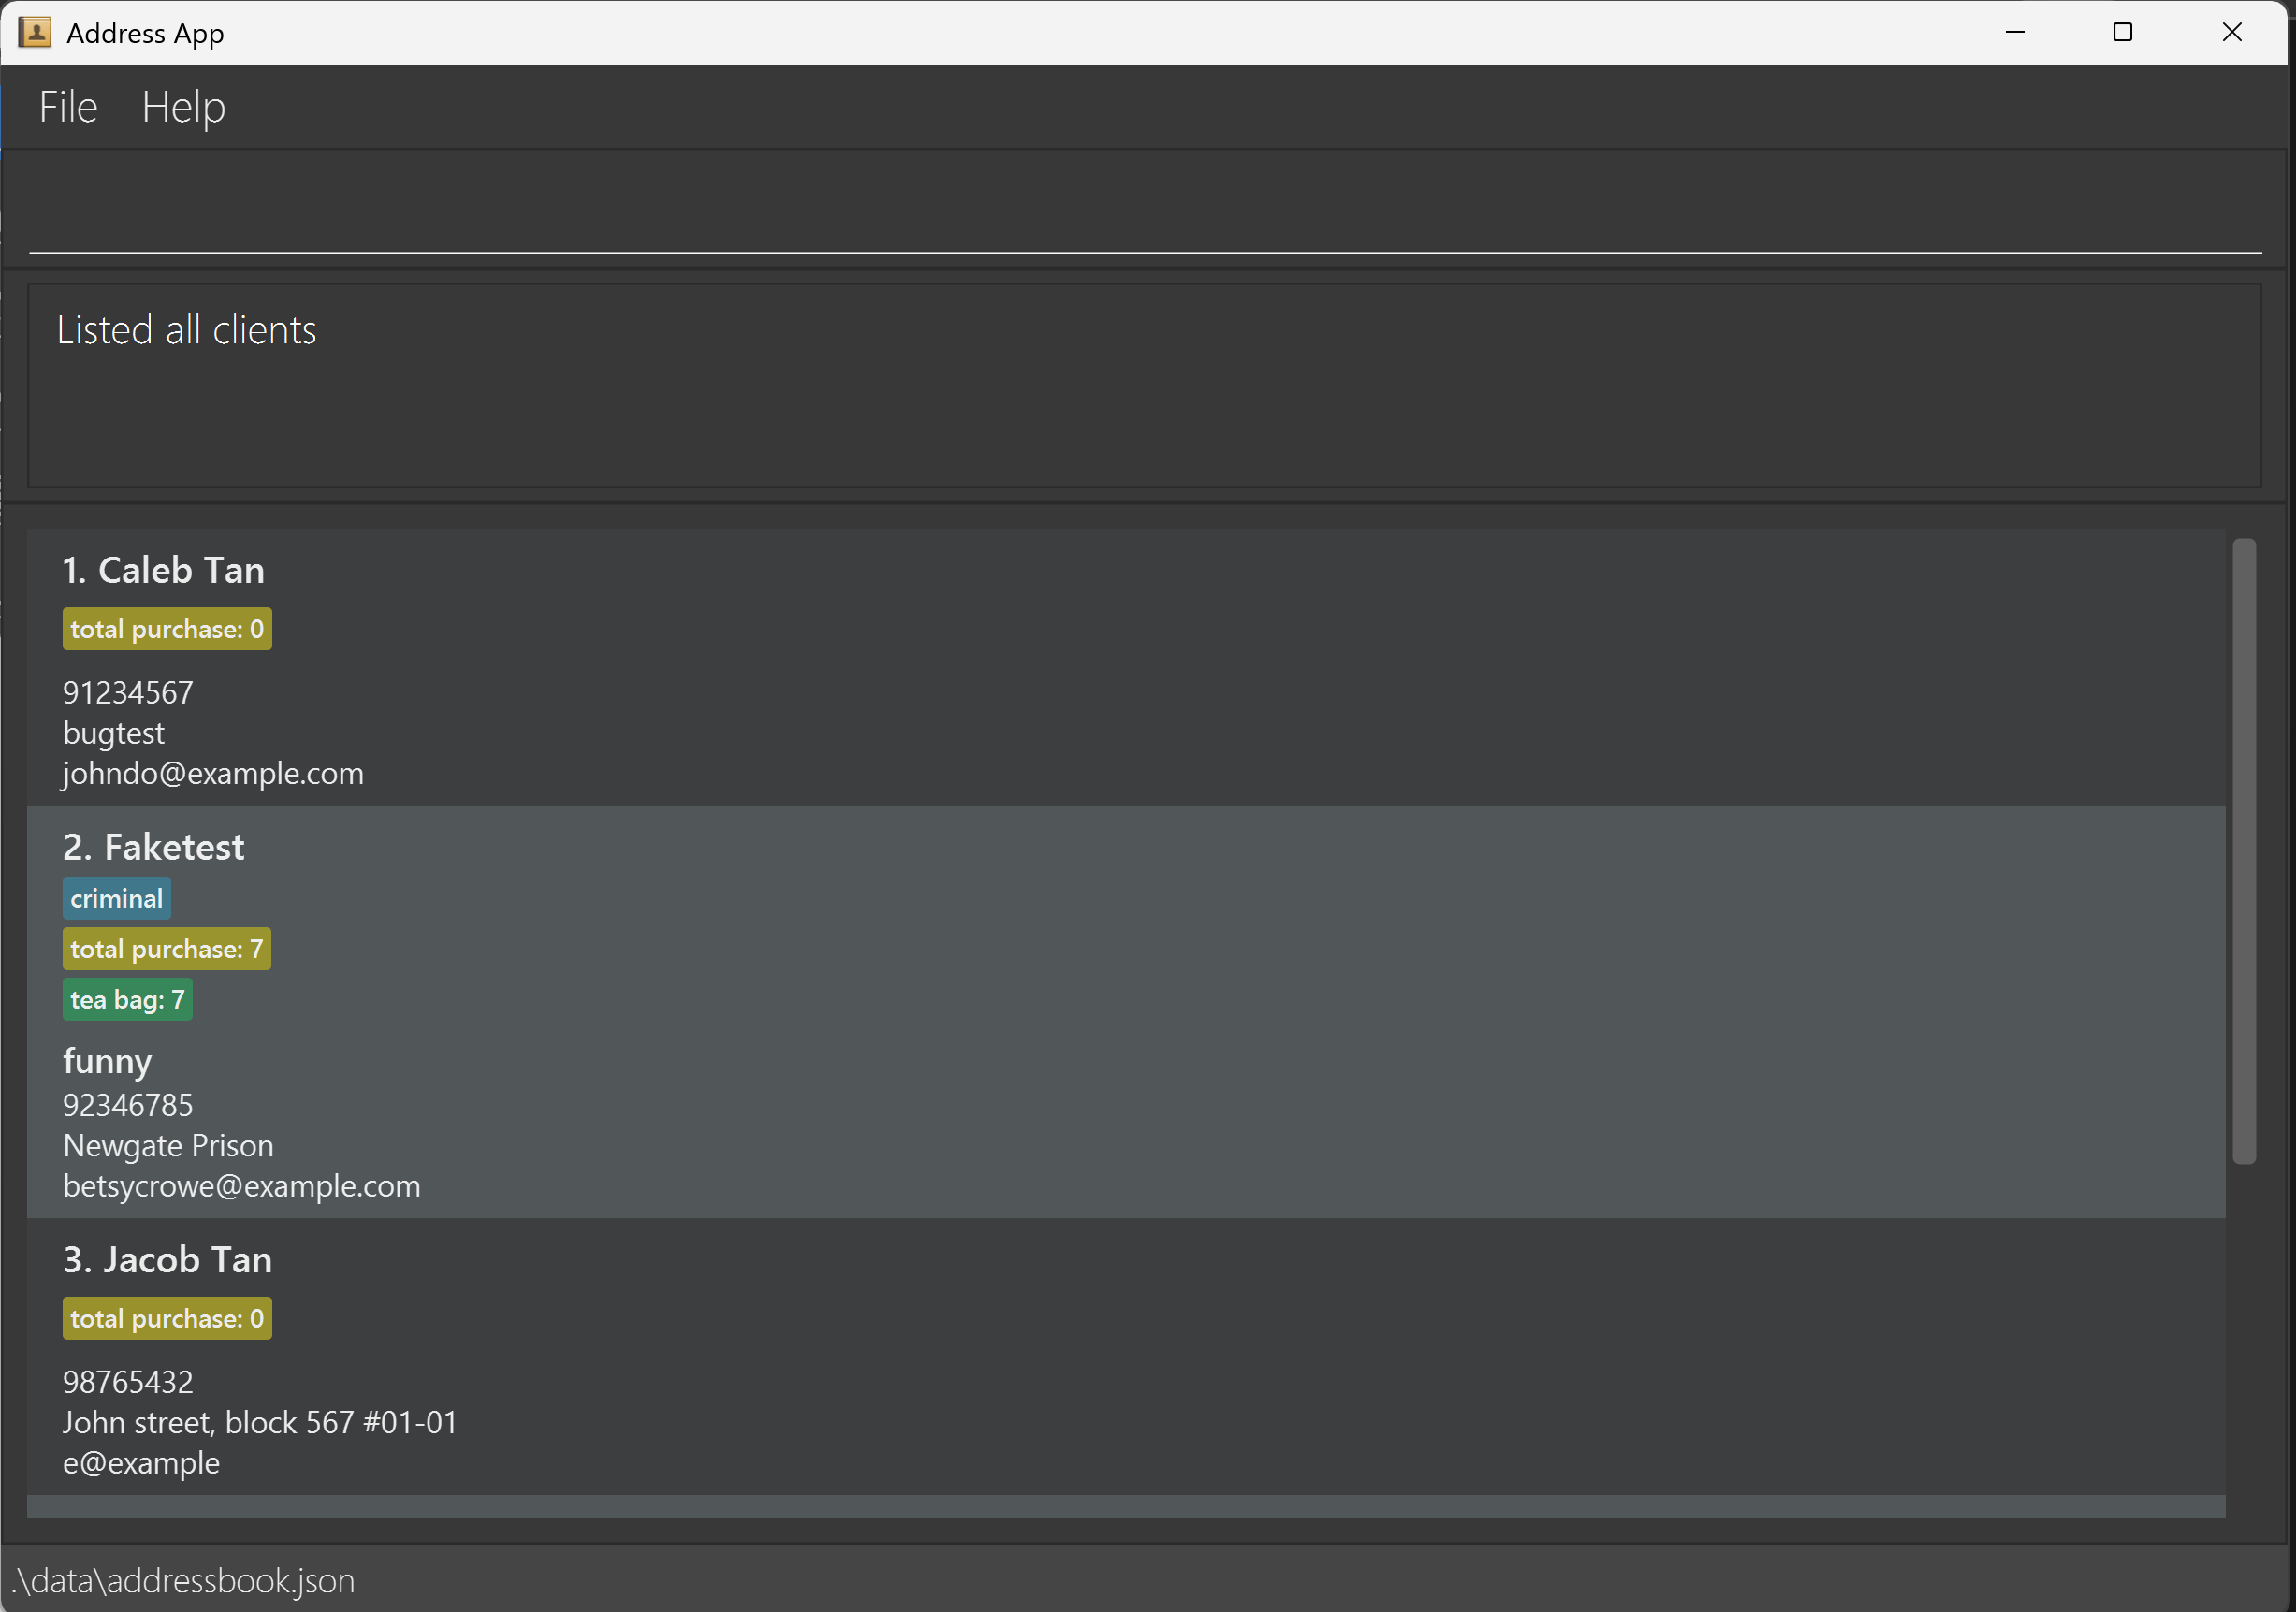 Address App
File Help
Listed all clients
1. Caleb Tan
total purchase: 0
91234567
bugtest
johndo@example.com
2. Faketest
criminal
total purchase: 7
tea bag: 7
funny
92346785
Newgate Prison
betsycrowe@example.com
3. Jacob Tan
total purchase: 0
98765432
John street, block 567 #01-01
e@example
.\data\addressbook.json